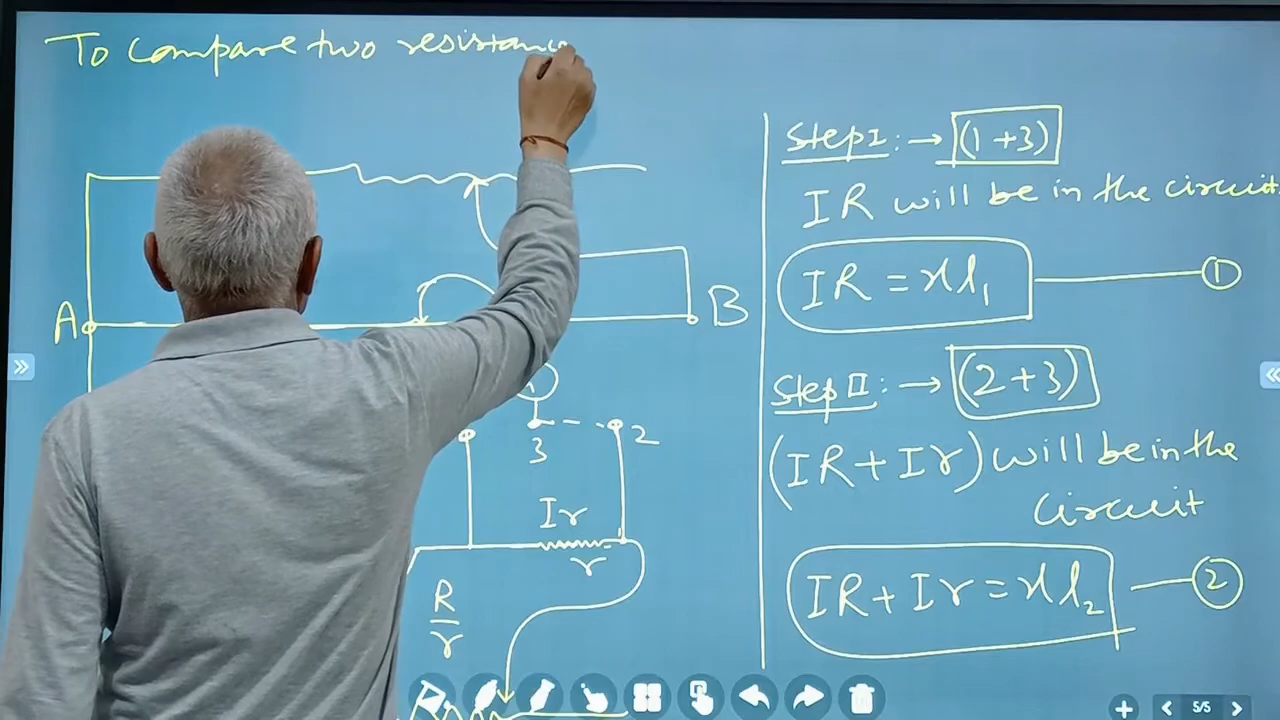 To compare two resistanc
Step I : → (1 + 3)
IR will be in the circuit
IR = xl₁ ①
A
B
Step II : → (2 + 3)
3
2
(IR + Ir) will be in the
circuit
Ir
r
R/r
IR + Ir = xl₂ ②
5/5